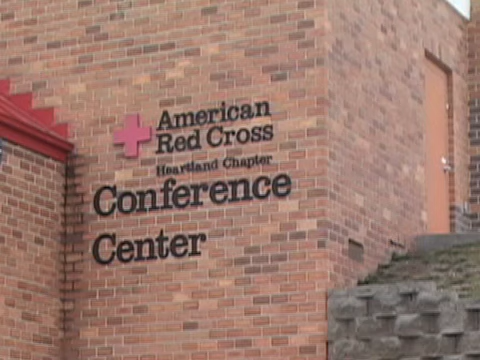 American
Red Cross
Heartland Chapter
Conference
Center